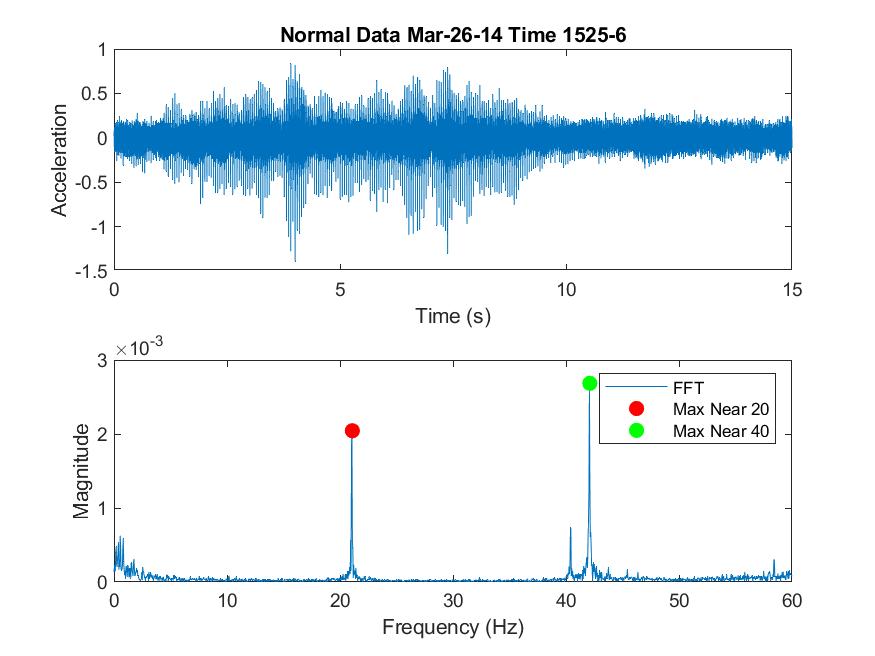 Normal Data Mar-26-14 Time 1525-6
1
0.5
0
-0.5
-1
-1.5
Acceleration
0 5 10 15
Time (s)
×10-3
3
2
1
0
Magnitude
FFT
Max Near 20
Max Near 40
0 10 20 30 40 50 60
Frequency (Hz)